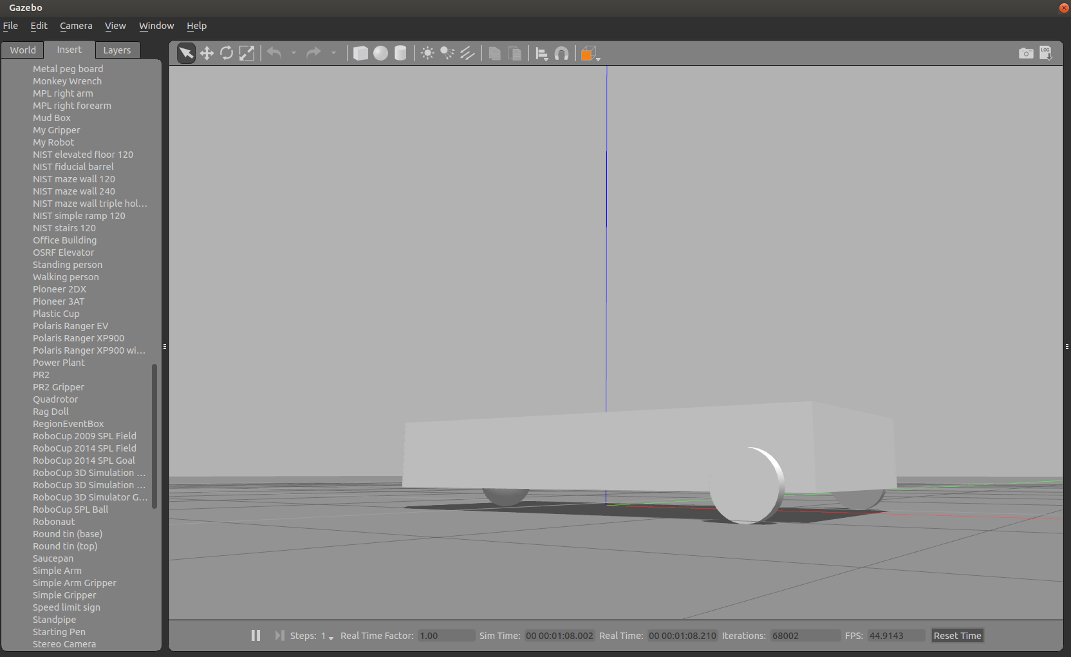 Gazebo
File Edit Camera View Window Help
World Insert Layers
Metal peg board
Monkey Wrench
MPL right arm
MPL right forearm
Mud Box
My Gripper
My Robot
NIST elevated floor 120
NIST fiducial barrel
NIST maze wall 120
NIST maze wall 240
NIST maze wall triple hol...
NIST simple ramp 120
NIST stairs 120
Office Building
OSRF Elevator
Standing person
Walking person
Pioneer 2DX
Pioneer 3AT
Plastic Cup
Polaris Ranger EV
Polaris Ranger XP900
Polaris Ranger XP900 wi...
Power Plant
PR2
PR2 Gripper
Quadrotor
Rag Doll
RegionEventBox
RoboCup 2009 SPL Field
RoboCup 2014 SPL Field
RoboCup 2014 SPL Goal
RoboCup 3D Simulation ...
RoboCup 3D Simulation ...
RoboCup 3D Simulator G...
RoboCup SPL Ball
Robonaut
Round tin (base)
Round tin (top)
Saucepan
Simple Arm
Simple Arm Gripper
Simple Gripper
Speed limit sign
Standpipe
Starting Pen
Stereo Camera
LOG
Steps: 1 Real Time Factor: 1.00 Sim Time: 00 00:01:08.002 Real Time: 00 00:01:08.210 Iterations: 68002 FPS: 44.9143 Reset Time